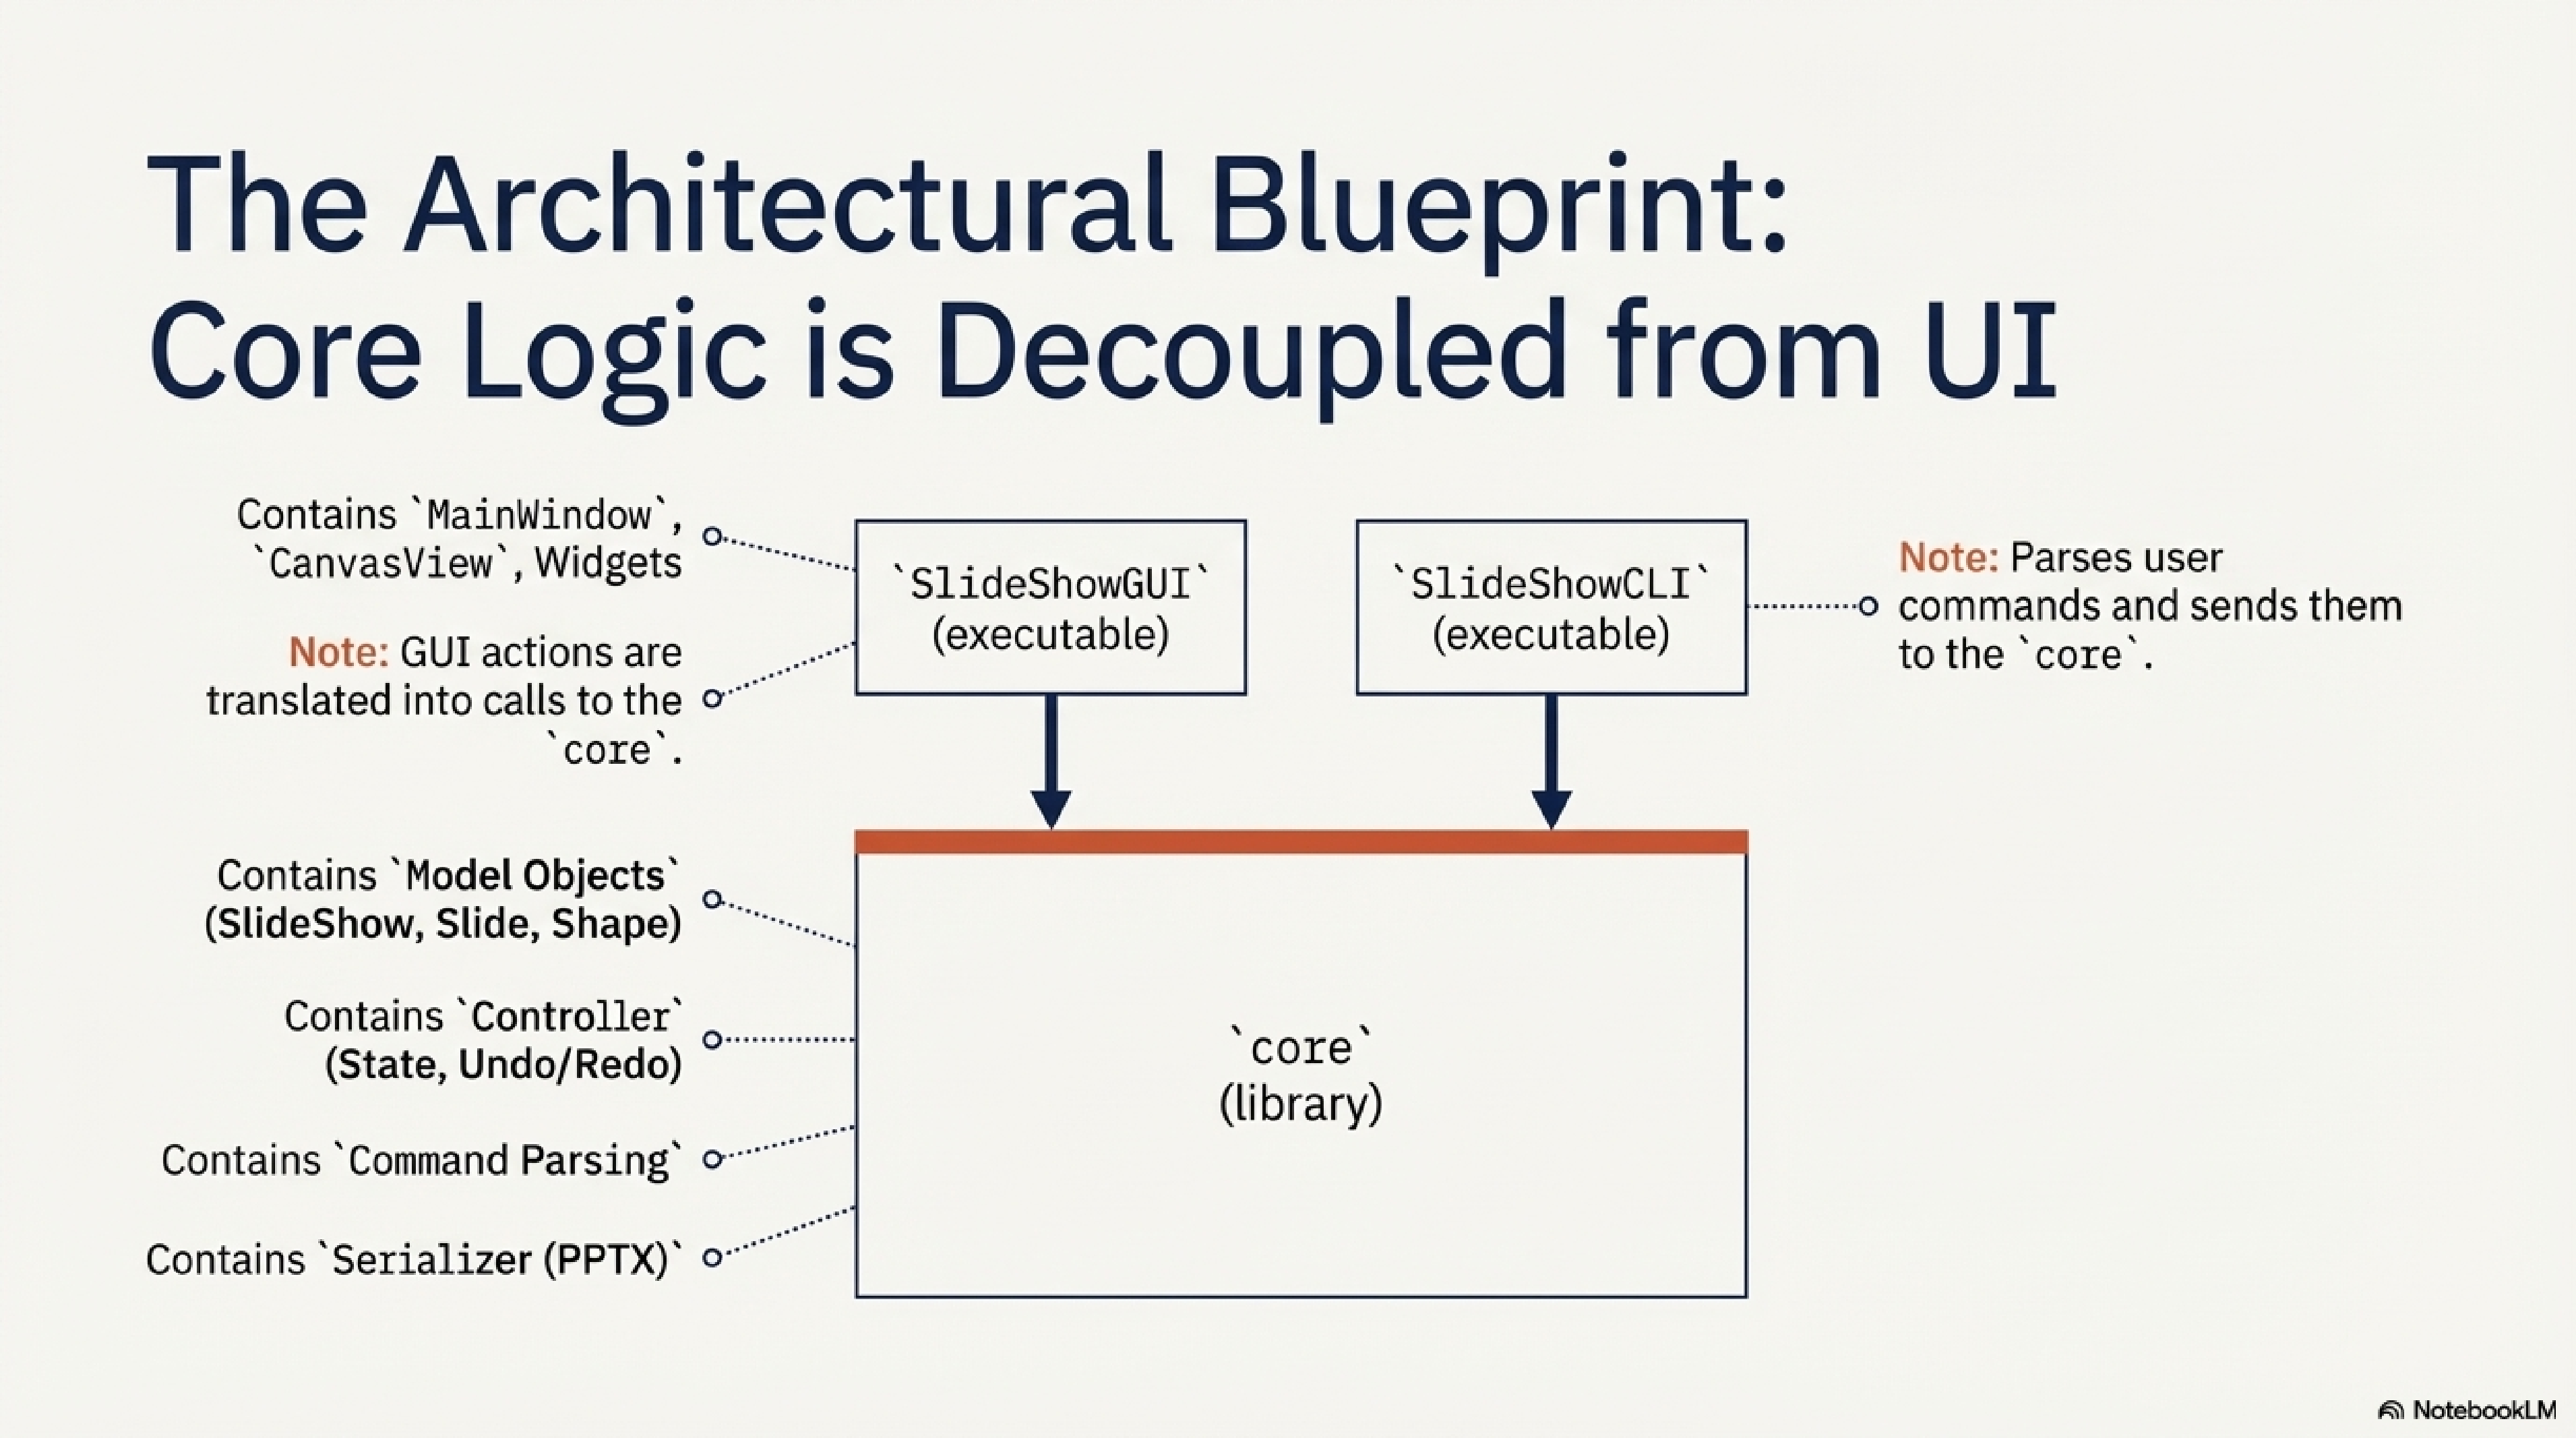 The Architectural Blueprint:
Core Logic is Decoupled from UI
Contains `MainWindow`,
`CanvasView`, Widgets
Note: GUI actions are
translated into calls to the
`core`.
`SlideShowGUI`
(executable)
`SlideShowCLI`
(executable)
Note: Parses user
commands and sends them
to the `core`.
Contains `Model Objects`
(SlideShow, Slide, Shape)
Contains `Controller`
(State, Undo/Redo)
Contains `Command Parsing`
Contains `Serializer (PPTX)`
`core`
(library)
NotebookLM